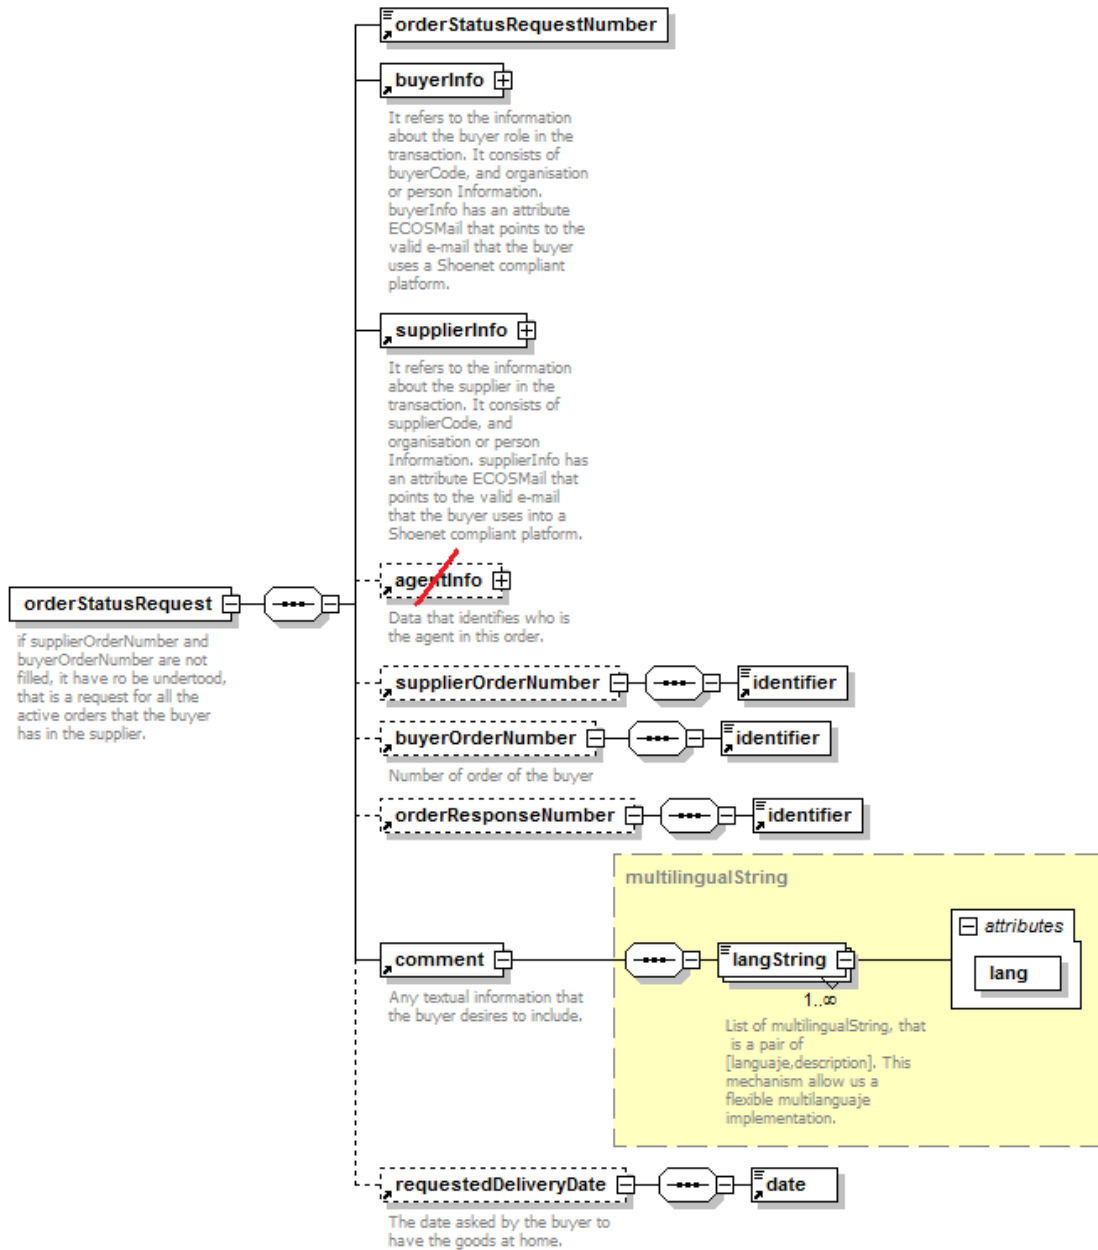 orderStatusRequestNumber
buyerInfo
It refers to the information
about the buyer role in the
transaction. It consists of
buyerCode, and organisation
or person Information.
buyerInfo has an attribute
ECOSMail that points to the
valid e-mail that the buyer
uses a Shoenet compliant
platform.
supplierInfo
It refers to the information
about the supplier in the
transaction. It consists of
supplierCode, and
organisation or person
Information. supplierInfo has
an attribute ECOSMail that
points to the valid e-mail
that the buyer uses into a
Shoenet compliant platform.
agentInfo
Data that identifies who is
the agent in this order.
orderStatusRequest
if supplierOrderNumber and
buyerOrderNumber are not
filled, it have ro be undertood,
that is a request for all the
active orders that the buyer
has in the supplier.
supplierOrderNumber identifier
buyerOrderNumber identifier
Number of order of the buyer
orderResponseNumber identifier
multilingualString
attributes
comment langString
lang
1..∞
Any textual information that
the buyer desires to include.
List of multilingualString, that
is a pair of
[languaje,description]. This
mechanism allow us a
flexible multilanguaje
implementation.
requestedDeliveryDate date
The date asked by the buyer to
have the goods at home.